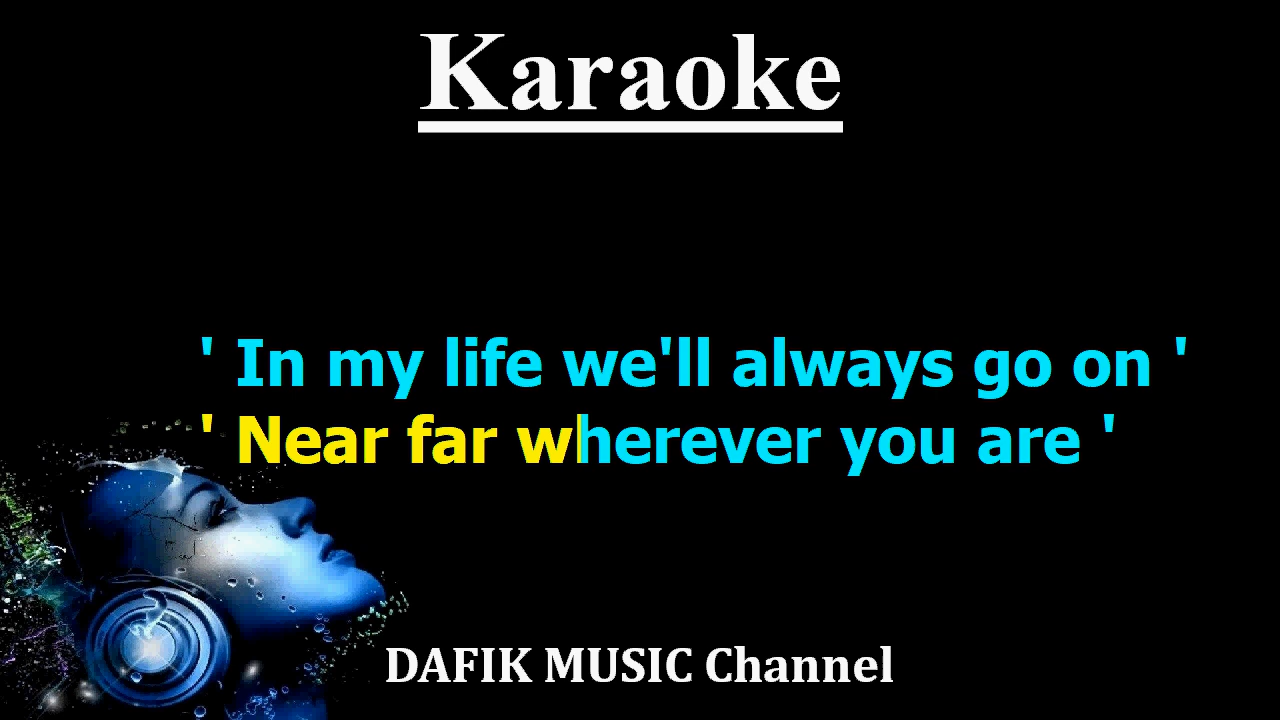 Karaoke
' In my life we'll always go on '
' Near far wherever you are '
DAFIK MUSIC Channel